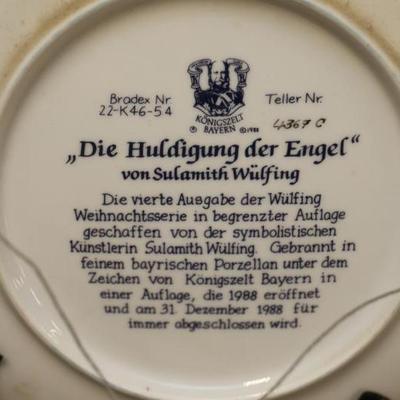 Bradex Nr. Teller Nr.
22-K46-5.4 4367 C
KÖNIGSZELT
® BAYERN ©1988
„Die Huldigung der Engel“
von Sulamith Wülfing
Die vierte Ausgabe der Wülfing
Weihnachtsserie in begrenzter Auflage
geschaffen von der symbolistischen
Künstlerin Sulamith Wülfing. Gebrannt in
feinem bayrischen Porzellan unter dem
Zeichen von Königszelt Bayern in
einer Auflage, die 1988 eröffnet
und am 31. Dezember 1988 für
immer abgeschlossen wird.